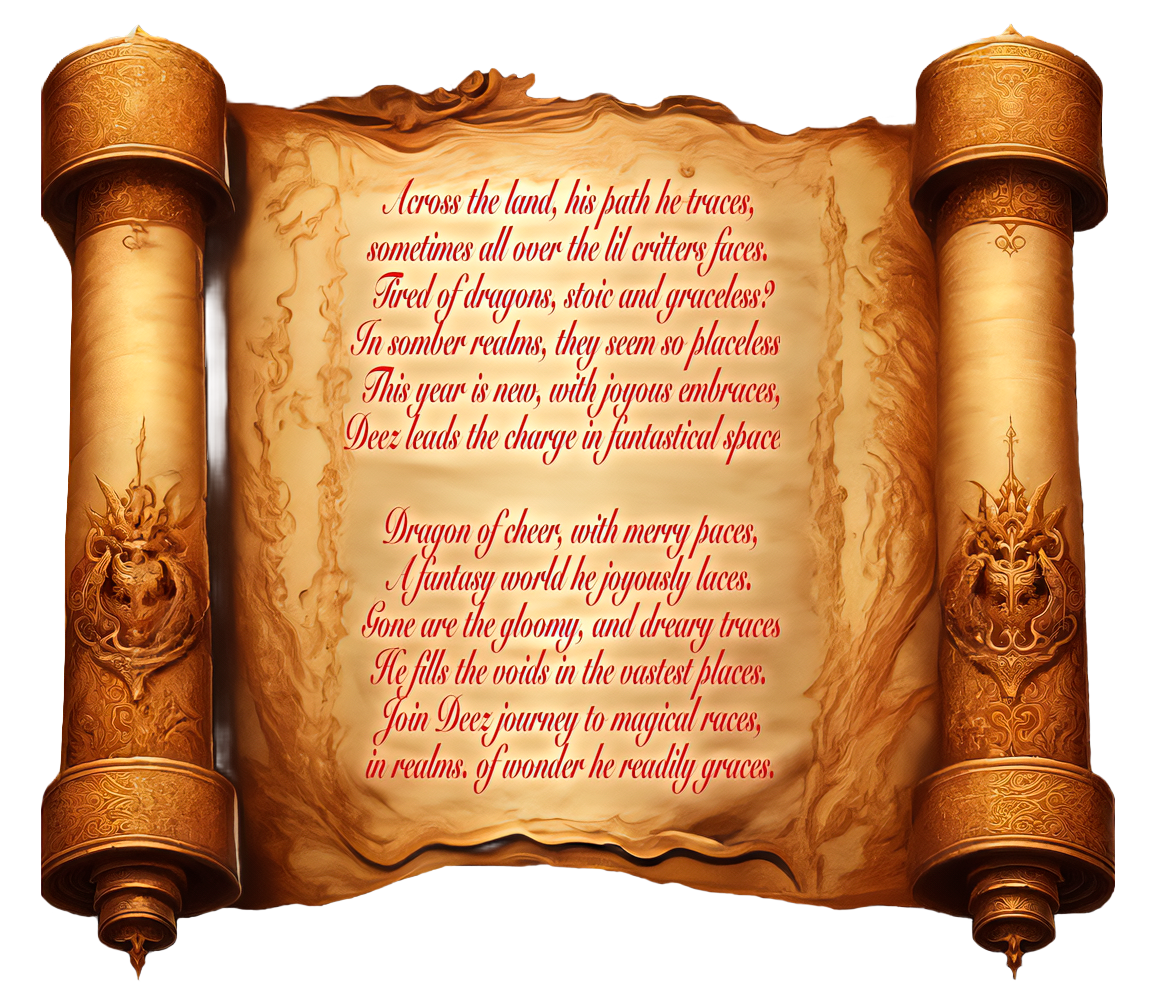 Across the land, his path he traces,
sometimes all over the lil critters faces.
Tired of dragons, stoic and graceless?
In somber realms, they seem so placeless
This year is new, with joyous embraces,
Deez leads the charge in fantastical space
Dragon of cheer, with merry paces,
A fantasy world he joyously laces.
Gone are the gloomy, and dreary traces
He fills the voids in the vastest places.
Join Deez journey to magical races,
in realms. of wonder he readily graces.